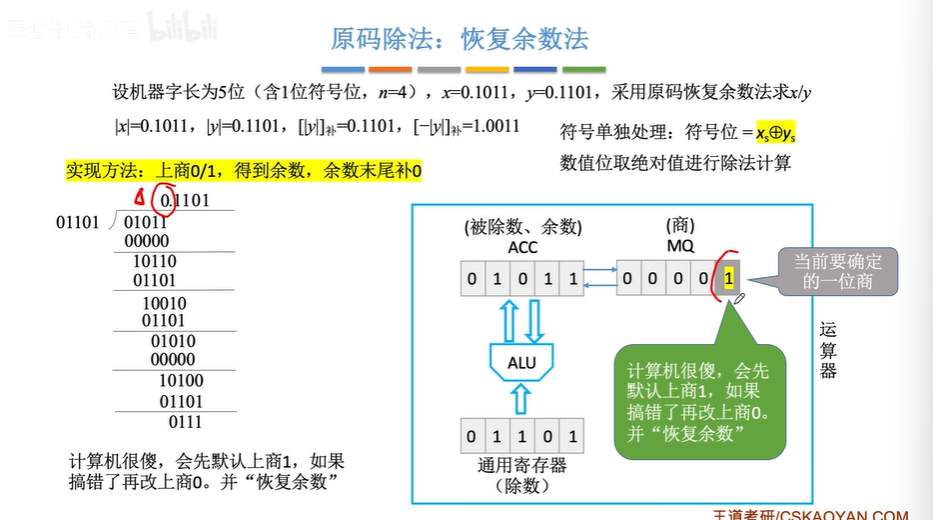 bilibili
原码除法：恢复余数法
设机器字长为5位（含1位符号位，n=4），x=0.1011，y=0.1101，采用原码恢复余数法求x/y
|x|=0.1011，|y|=0.1101，[|y|]补=0.1101，[−|y|]补=1.0011
符号单独处理：符号位 = xs⊕ys
数值位取绝对值进行除法计算
实现方法：上商0/1，得到余数，余数末尾补0
0.1101
01101 01011
00000
10110
01101
10010
01101
01010
00000
10100
01101
0111
计算机很傻，会先默认上商1，如果
搞错了再改上商0。并“恢复余数”
(被除数、余数)
ACC
(商)
MQ
0 1 0 1 1
0 0 0 0 1
当前要确定
的一位商
ALU
0 1 1 0 1
通用寄存器
（除数）
运
算
器
计算机很傻，会先
默认上商1，如果
搞错了再改上商0。
并“恢复余数”
王道考研/CSKAOYAN.COM